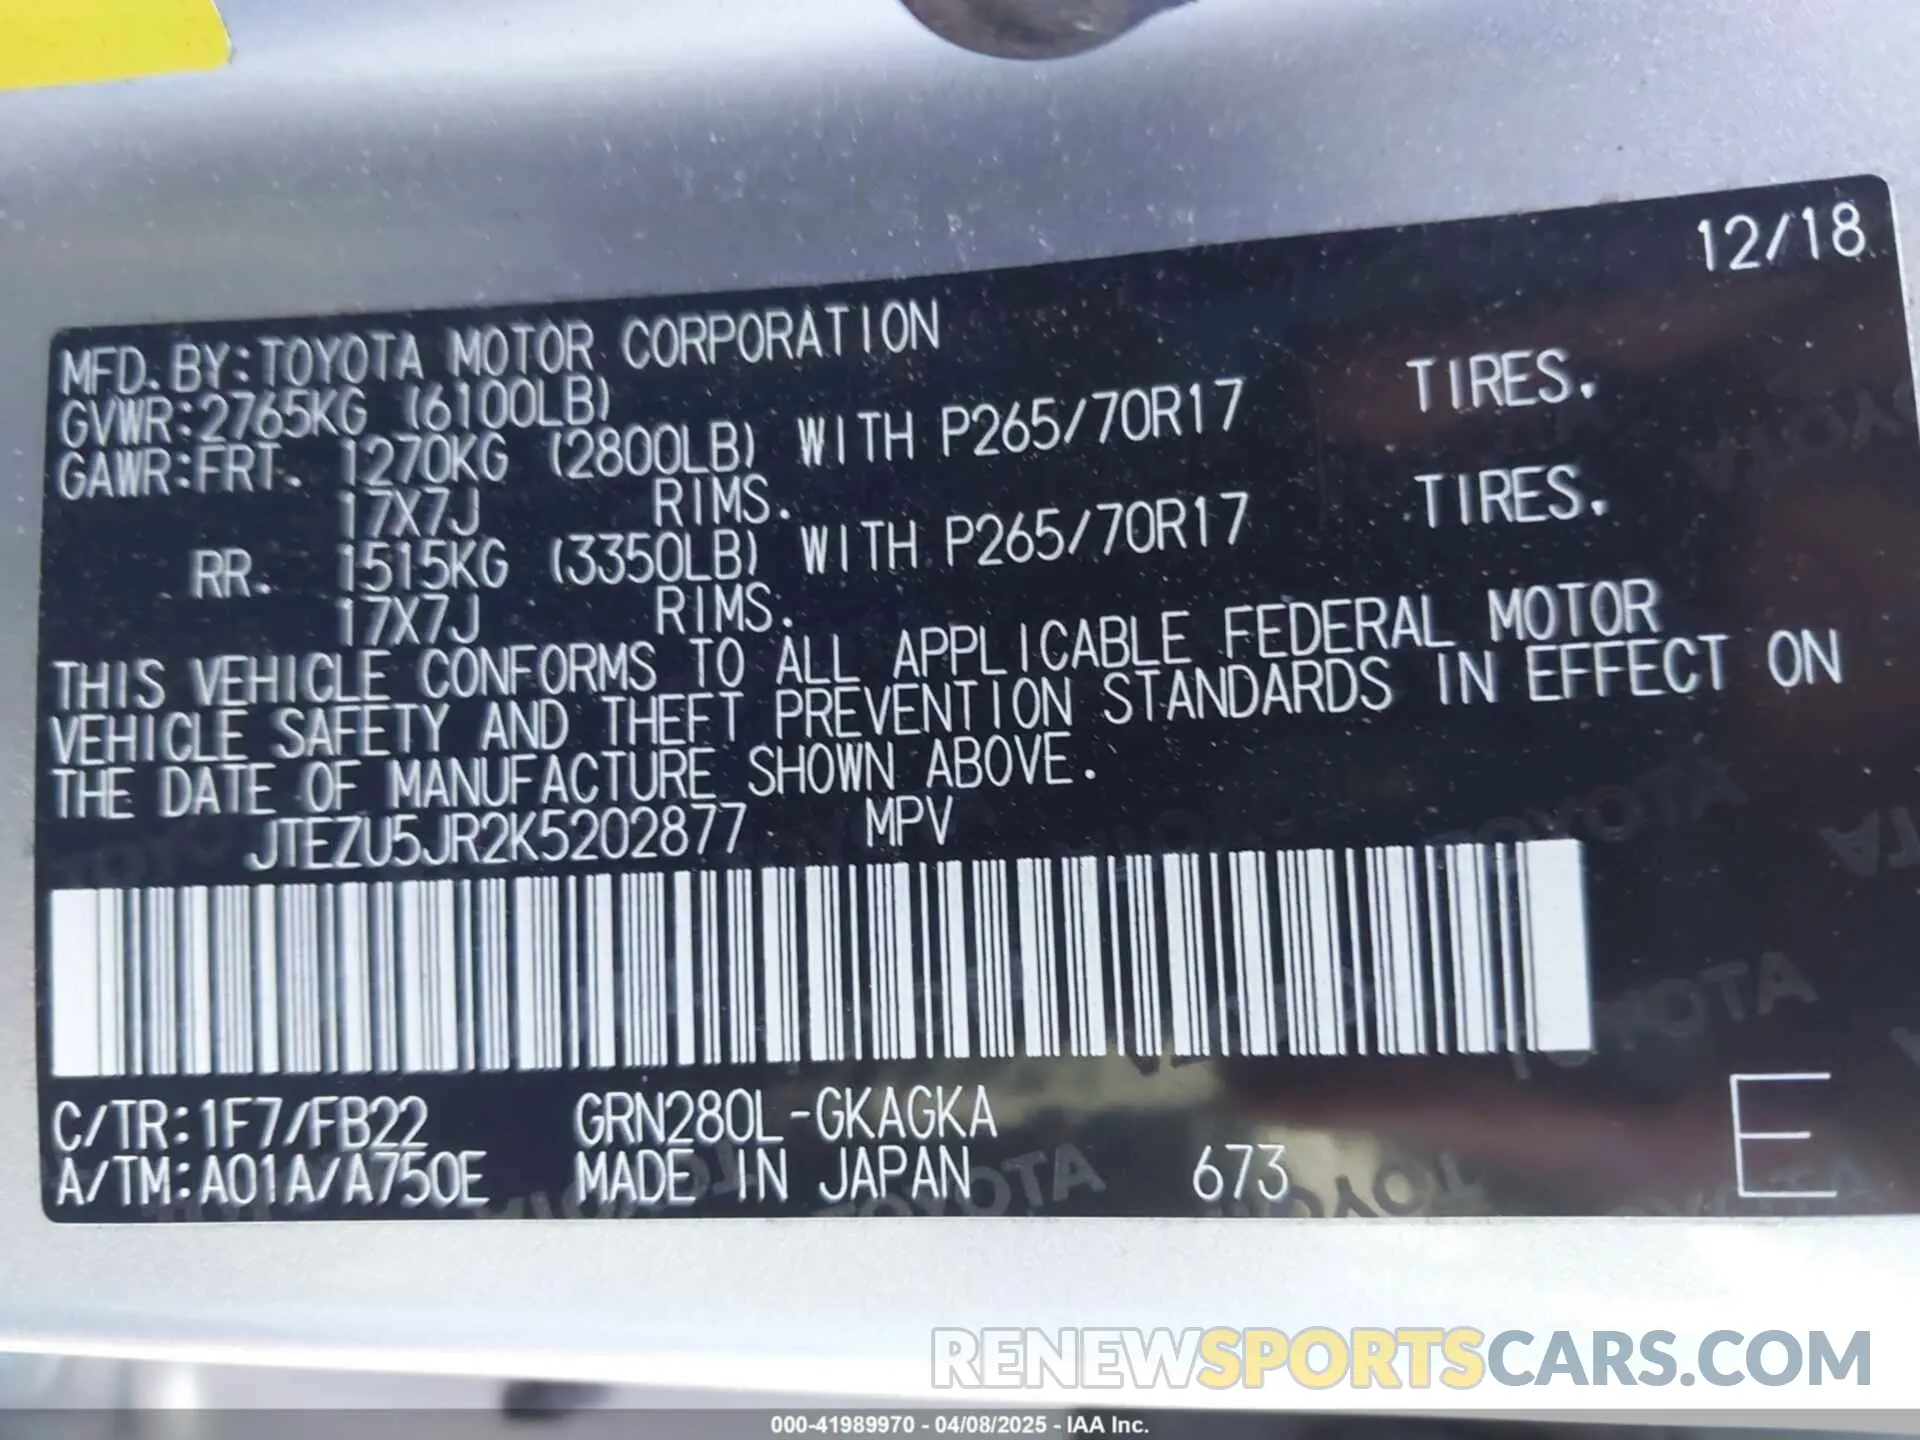 12/18
MFD. BY:TOYOTA MOTOR CORPORATION
GVWR:2765KG (6100LB)
GAWR:FRT. 1270KG (2800LB) WITH P265/70R17 TIRES.
17X7J RIMS.
RR. 1515KG (3350LB) WITH P265/70R17 TIRES.
17X7J RIMS.
THIS VEHICLE CONFORMS TO ALL APPLICABLE FEDERAL MOTOR
VEHICLE SAFETY AND THEFT PREVENTION STANDARDS IN EFFECT ON
THE DATE OF MANUFACTURE SHOWN ABOVE.
JTEZU5JR2K5202877 MPV
C/TR:1F7/FB22 GRN280L-GKAGKA
A/TM:A01A/A750E MADE IN JAPAN 673 E
RENEWSPORTSCARS.COM
000-41989970 - 04/08/2025 - IAA Inc.